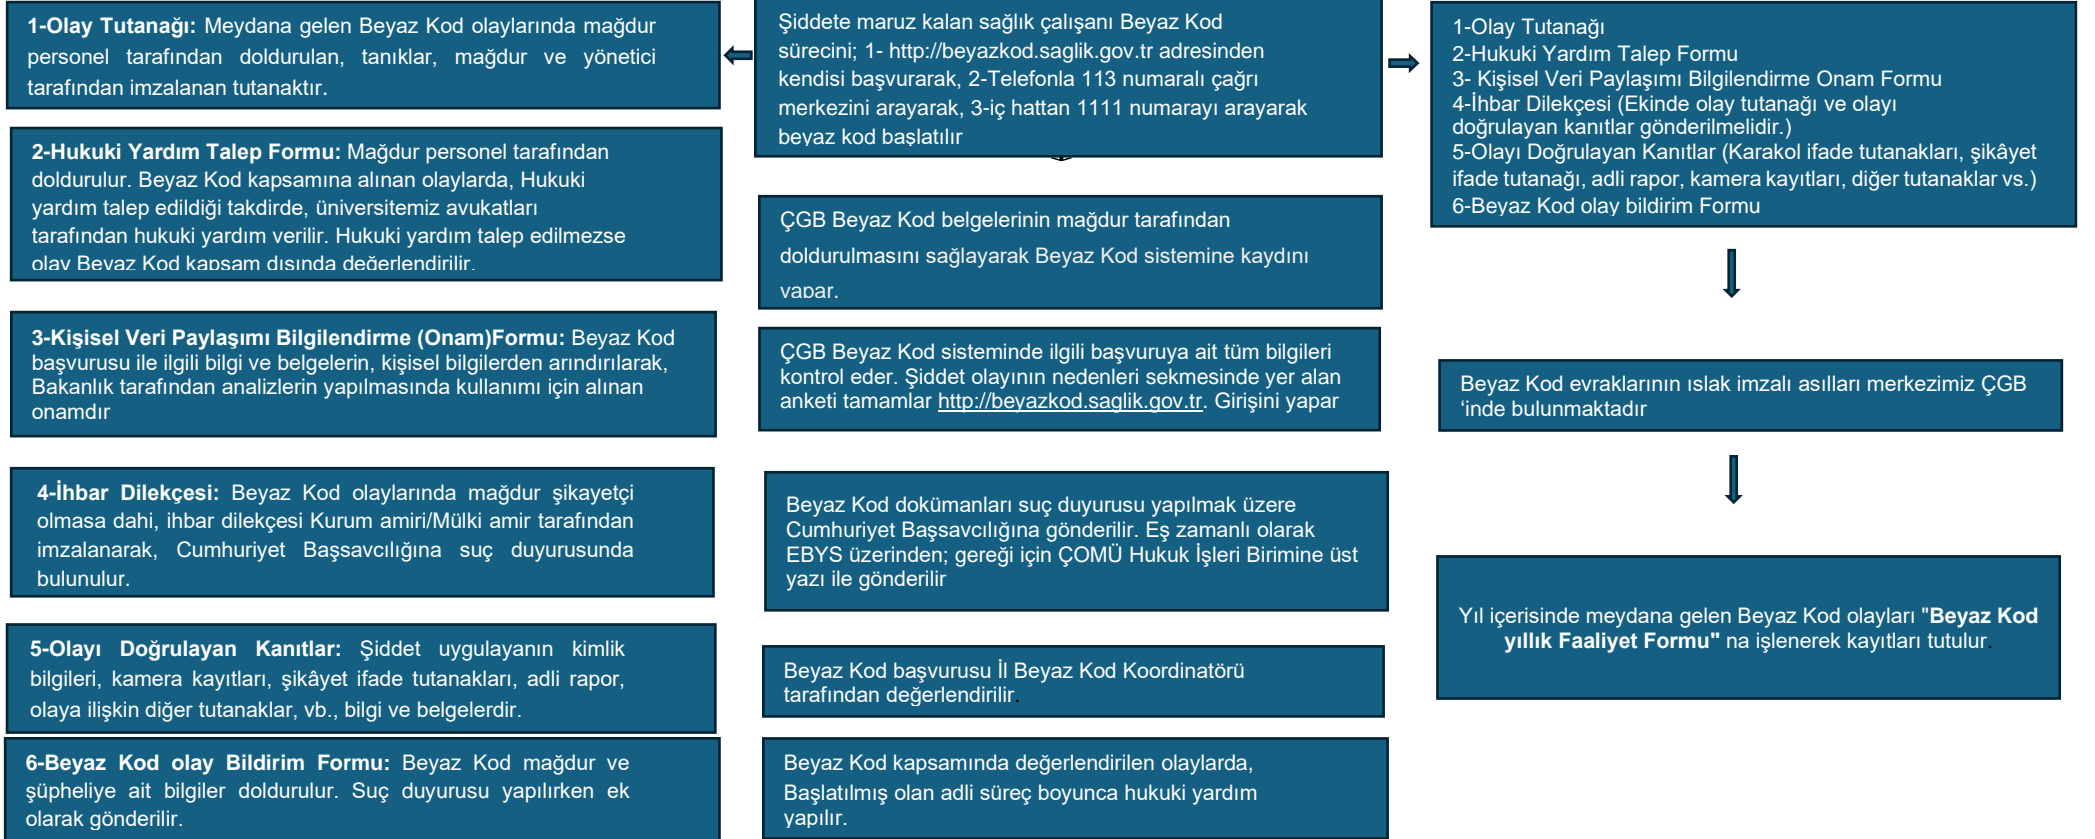 1-Olay Tutanağı: Meydana gelen Beyaz Kod olaylarında mağdur
personel tarafından doldurulan, tanıklar, mağdur ve yönetici
tarafından imzalanan tutanaktır.
2-Hukuki Yardım Talep Formu: Mağdur personel tarafından
doldurulur. Beyaz Kod kapsamına alınan olaylarda, Hukuki
yardım talep edildiği takdirde, üniversitemiz avukatları
tarafından hukuki yardım verilir. Hukuki yardım talep edilmezse
olay Beyaz Kod kapsam dışında değerlendirilir.
3-Kişisel Veri Paylaşımı Bilgilendirme (Onam)Formu: Beyaz Kod
başvurusu ile ilgili bilgi ve belgelerin, kişisel bilgilerden arındırılarak,
Bakanlık tarafından analizlerin yapılmasında kullanımı için alınan
onamdır
4-İhbar Dilekçesi: Beyaz Kod olaylarında mağdur şikayetçi
olmasa dahi, ihbar dilekçesi Kurum amiri/Mülki amir tarafından
imzalanarak, Cumhuriyet Başsavcılığına suç duyurusunda
bulunulur.
5-Olayı Doğrulayan Kanıtlar: Şiddet uygulayanın kimlik
bilgileri, kamera kayıtları, şikâyet ifade tutanakları, adli rapor,
olaya ilişkin diğer tutanaklar, vb., bilgi ve belgelerdir.
6-Beyaz Kod olay Bildirim Formu: Beyaz Kod mağdur ve
şüpheliye ait bilgiler doldurulur. Suç duyurusu yapılırken ek
olarak gönderilir.
Şiddete maruz kalan sağlık çalışanı Beyaz Kod
sürecini; 1- http://beyazkod.saglik.gov.tr adresinden
kendisi başvurarak, 2-Telefonla 113 numaralı çağrı
merkezini arayarak, 3-iç hattan 1111 numarayı arayarak
beyaz kod başlatılır
ÇGB Beyaz Kod belgelerinin mağdur tarafından
doldurulmasını sağlayarak Beyaz Kod sistemine kaydını
yapar.
ÇGB Beyaz Kod sisteminde ilgili başvuruya ait tüm bilgileri
kontrol eder. Şiddet olayının nedenleri sekmesinde yer alan
anketi tamamlar http://beyazkod.saglik.gov.tr. Girişini yapar
Beyaz Kod dokümanları suç duyurusu yapılmak üzere
Cumhuriyet Başsavcılığına gönderilir. Eş zamanlı olarak
EBYS üzerinden; gereği için ÇOMÜ Hukuk İşleri Birimine üst
yazı ile gönderilir
Beyaz Kod başvurusu İl Beyaz Kod Koordinatörü
tarafından değerlendirilir.
Beyaz Kod kapsamında değerlendirilen olaylarda,
Başlatılmış olan adli süreç boyunca hukuki yardım
yapılır.
1-Olay Tutanağı
2-Hukuki Yardım Talep Formu
3- Kişisel Veri Paylaşımı Bilgilendirme Onam Formu
4-İhbar Dilekçesi (Ekinde olay tutanağı ve olayı
doğrulayan kanıtlar gönderilmelidir.)
5-Olayı Doğrulayan Kanıtlar (Karakol ifade tutanakları, şikâyet
ifade tutanağı, adli rapor, kamera kayıtları, diğer tutanaklar vs.)
6-Beyaz Kod olay bildirim Formu
Beyaz Kod evraklarının ıslak imzalı asılları merkezimiz ÇGB
‘inde bulunmaktadır
Yıl içerisinde meydana gelen Beyaz Kod olayları "Beyaz Kod
yıllık Faaliyet Formu" na işlenerek kayıtları tutulur.